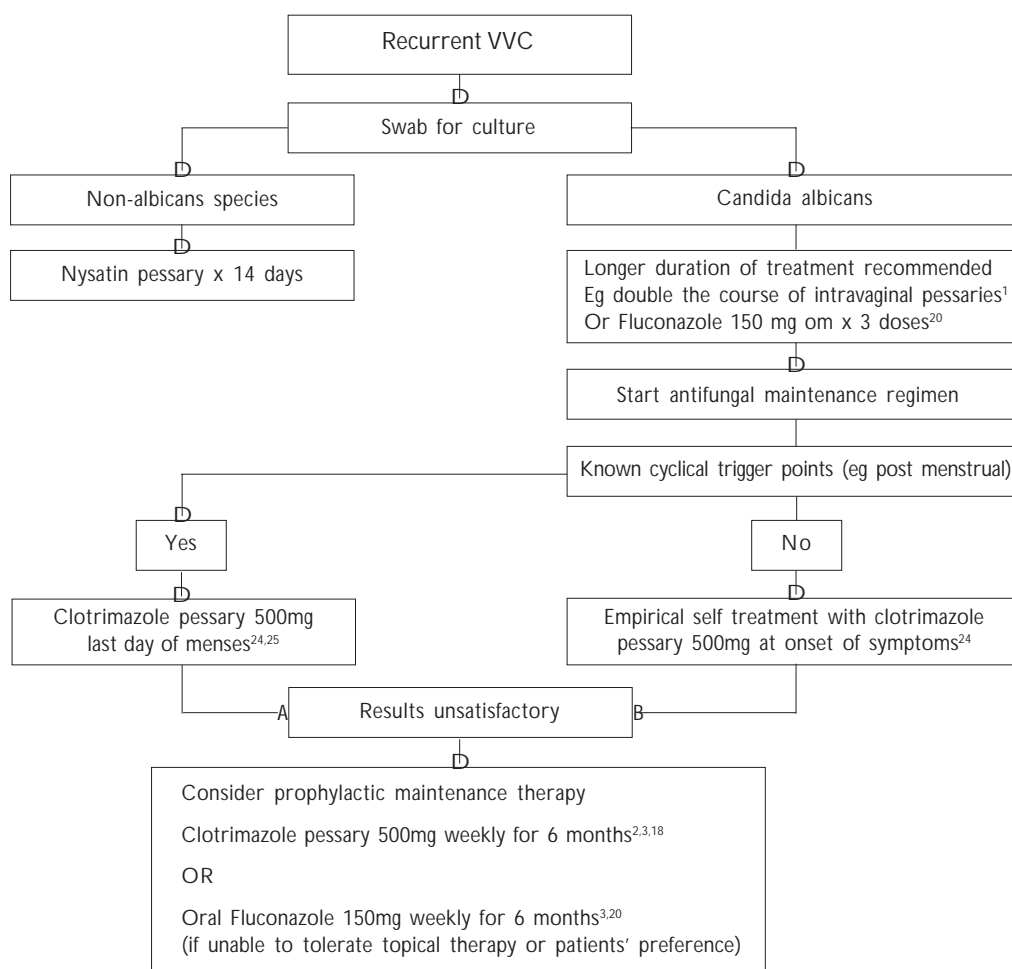 Recurrent VVC
D
Swab for culture
D
D
Non-albicans species
Candida albicans
D
Nysatin pessary x 14 days
Longer duration of treatment recommended
Eg double the course of intravaginal pessaries1
Or Fluconazole 150 mg om x 3 doses20
D
Start antifungal maintenance regimen
Known cyclical trigger points (eg post menstrual)
D
Yes
No
D
D
Clotrimazole pessary 500mg
last day of menses24,25
Empirical self treatment with clotrimazole
pessary 500mg at onset of symptoms24
A
Results unsatisfactory
B
D
Consider prophylactic maintenance therapy
Clotrimazole pessary 500mg weekly for 6 months2,3,18
OR
Oral Fluconazole 150mg weekly for 6 months3,20
(if unable to tolerate topical therapy or patients’ preference)